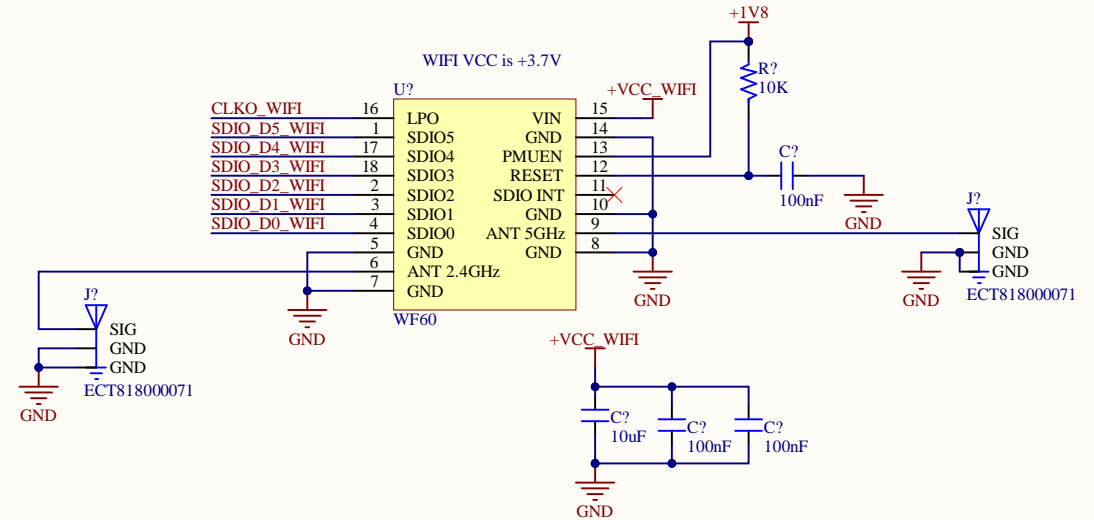 +1V8
WIFI VCC is +3.7V
R?
10K
U?
+VCC_WIFI
CLKO_WIFI 16 LPO VIN 15
SDIO_D5_WIFI 1 SDIO5 GND 14
SDIO_D4_WIFI 17 SDIO4 PMUEN 13
SDIO_D3_WIFI 18 SDIO3 RESET 12
SDIO_D2_WIFI 2 SDIO2 SDIO INT 11
SDIO_D1_WIFI 3 SDIO1 GND 10
SDIO_D0_WIFI 4 SDIO0 ANT 5GHz 9
5 GND GND 8
6 ANT 2.4GHz
7 GND
WF60
C?
100nF
GND
J?
SIG
GND
GND
ECT818000071
GND
GND
GND
J?
SIG
GND
GND
ECT818000071
GND
+VCC_WIFI
C?
10uF
C?
100nF
C?
100nF
GND